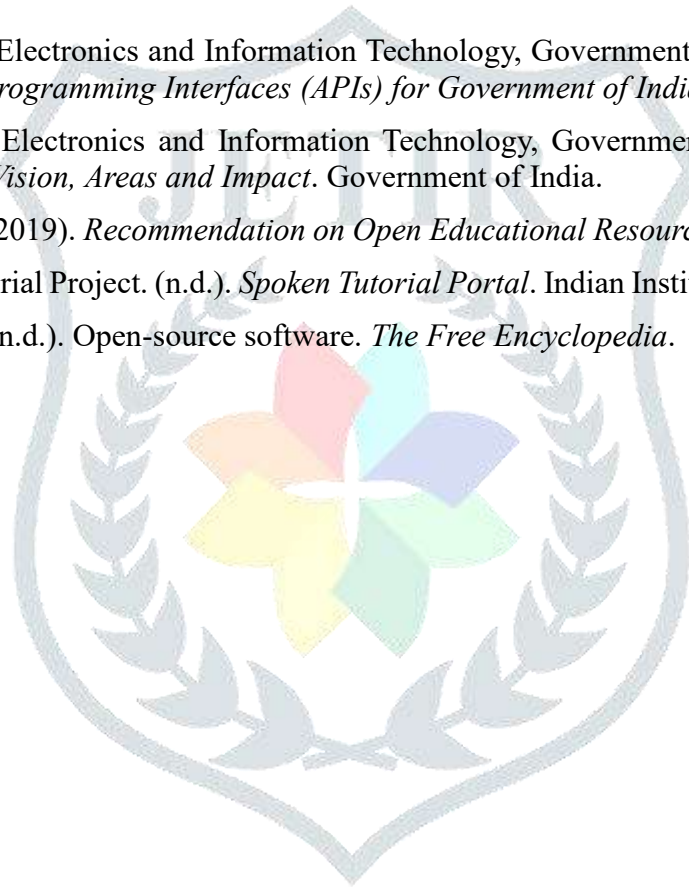 Electronics and Information Technology, Government
rogramming Interfaces (APIs) for Government of India
Electronics and Information Technology, Governmen
Vision, Areas and Impact. Government of India.
2019). Recommendation on Open Educational Resourc
rial Project. (n.d.). Spoken Tutorial Portal. Indian Instit
n.d.). Open-source software. The Free Encyclopedia.
JETIR